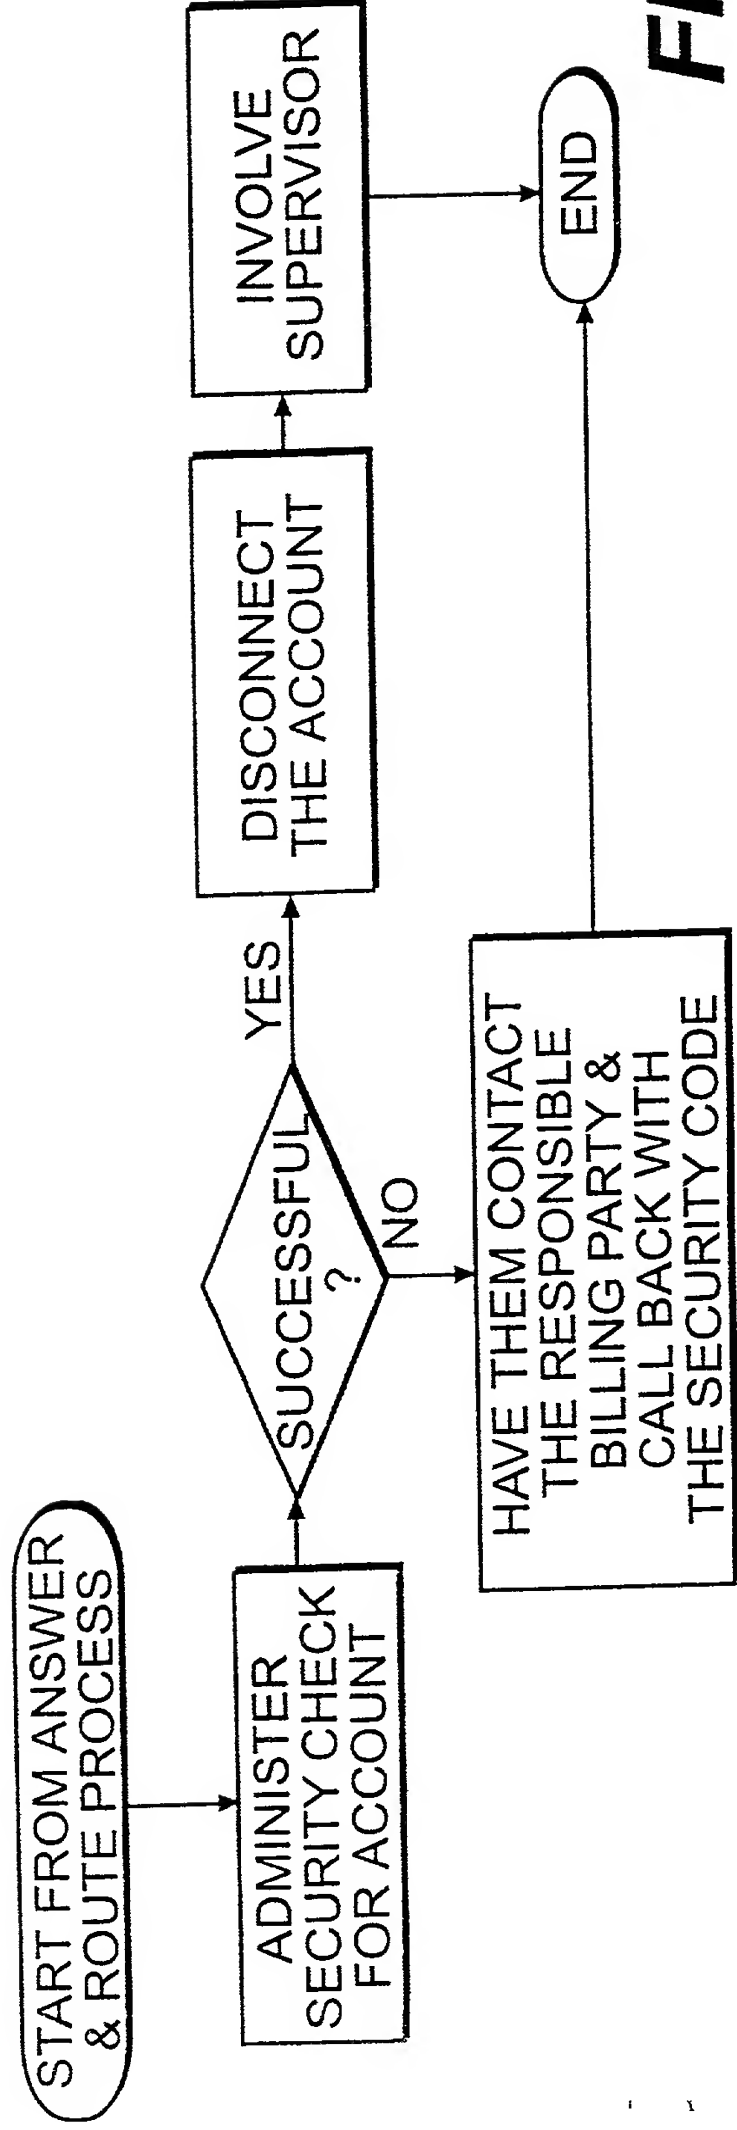 START FROM ANSWER
& ROUTE PROCESS
ADMINISTER
SECURITY CHECK
FOR ACCOUNT
SUCCESSFUL
?
YES
NO
DISCONNECT
THE ACCOUNT
INVOLVE
SUPERVISOR
HAVE THEM CONTACT
THE RESPONSIBLE
BILLING PARTY &
CALL BACK WITH
THE SECURITY CODE
END